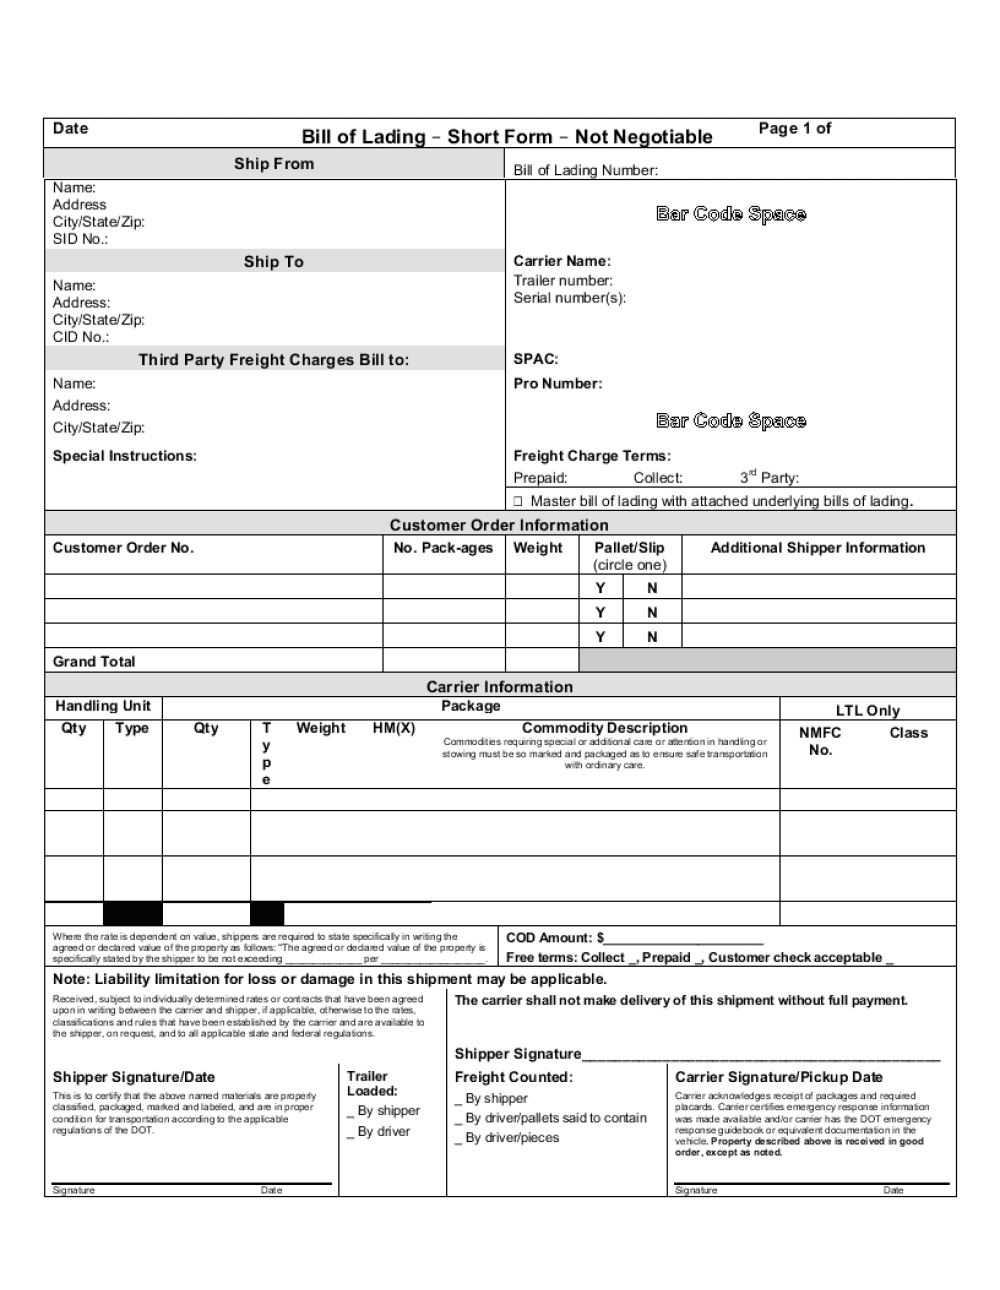 Date
Bill of Lading – Short Form – Not Negotiable
Page 1 of
Ship From
Bill of Lading Number:
Name:
Address
City/State/Zip:
SID No.:
Bar Code Space
Ship To
Carrier Name:
Trailer number:
Serial number(s):
Name:
Address:
City/State/Zip:
CID No.:
Third Party Freight Charges Bill to:
SPAC:
Name:
Address:
City/State/Zip:
Pro Number:
Bar Code Space
Special Instructions:
Freight Charge Terms:
Prepaid: Collect: 3rd Party:
☐ Master bill of lading with attached underlying bills of lading.
Customer Order Information
Customer Order No.
No. Pack-ages
Weight
Pallet/Slip
(circle one)
Additional Shipper Information
Y N
Y N
Y N
Grand Total
Carrier Information
Handling Unit
Package
LTL Only
Qty
Type
Qty
T
y
p
e
Weight
HM(X)
Commodity Description
Commodities requiring special or additional care or attention in handling or
stowing must be so marked and packaged as to ensure safe transportation
with ordinary care.
NMFC
No.
Class
Where the rate is dependent on value, shippers are required to state specifically in writing the
agreed or declared value of the property as follows: "The agreed or declared value of the property is
specifically stated by the shipper to be not exceeding ______________ per ___________________.
COD Amount: $____________________
Free terms: Collect _, Prepaid _, Customer check acceptable _
Note: Liability limitation for loss or damage in this shipment may be applicable.
Received, subject to individually determined rates or contracts that have been agreed
upon in writing between the carrier and shipper, if applicable, otherwise to the rates,
classifications and rules that have been established by the carrier and are available to
the shipper, on request, and to all applicable state and federal regulations.
The carrier shall not make delivery of this shipment without full payment.
Shipper Signature_____________________________________________
Shipper Signature/Date
This is to certify that the above named materials are properly
classified, packaged, marked and labeled, and are in proper
condition for transportation according to the applicable
regulations of the DOT.
Signature Date
Trailer
Loaded:
_ By shipper
_ By driver
Freight Counted:
_ By shipper
_ By driver/pallets said to contain
_ By driver/pieces
Carrier Signature/Pickup Date
Carrier acknowledges receipt of packages and required
placards. Carrier certifies emergency response information
was made available and/or carrier has the DOT emergency
response guidebook or equivalent documentation in the
vehicle. Property described above is received in good
order, except as noted.
Signature Date